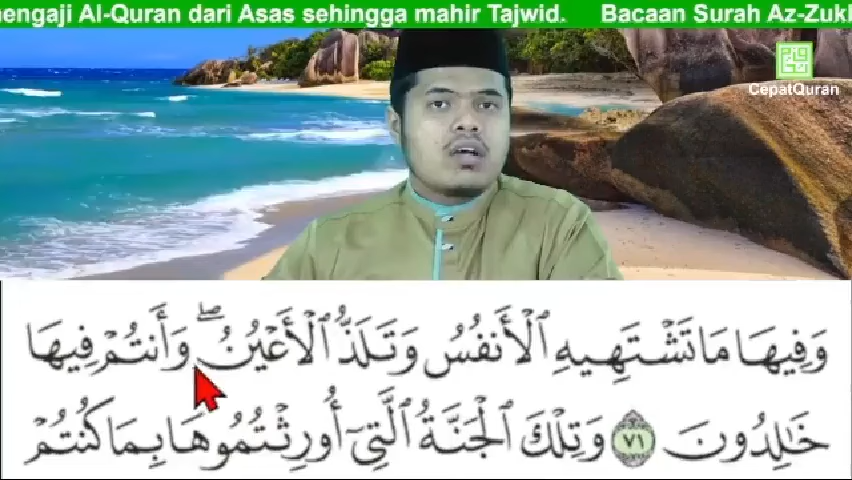 engaji Al-Quran dari Asas sehingga mahir Tajwid. Bacaan Surah Az-Zukh
CepatQuran
وَفِيهَا مَا تَشْتَهِيهِ ٱلْأَنفُسُ وَتَلَذُّ ٱلْأَعْيُنُ ۖ وَأَنتُمْ فِيهَا
خَٰلِدُونَ ٧١ وَتِلْكَ ٱلْجَنَّةُ ٱلَّتِىٓ أُورِثْتُمُوهَا بِمَا كُنتُمْ